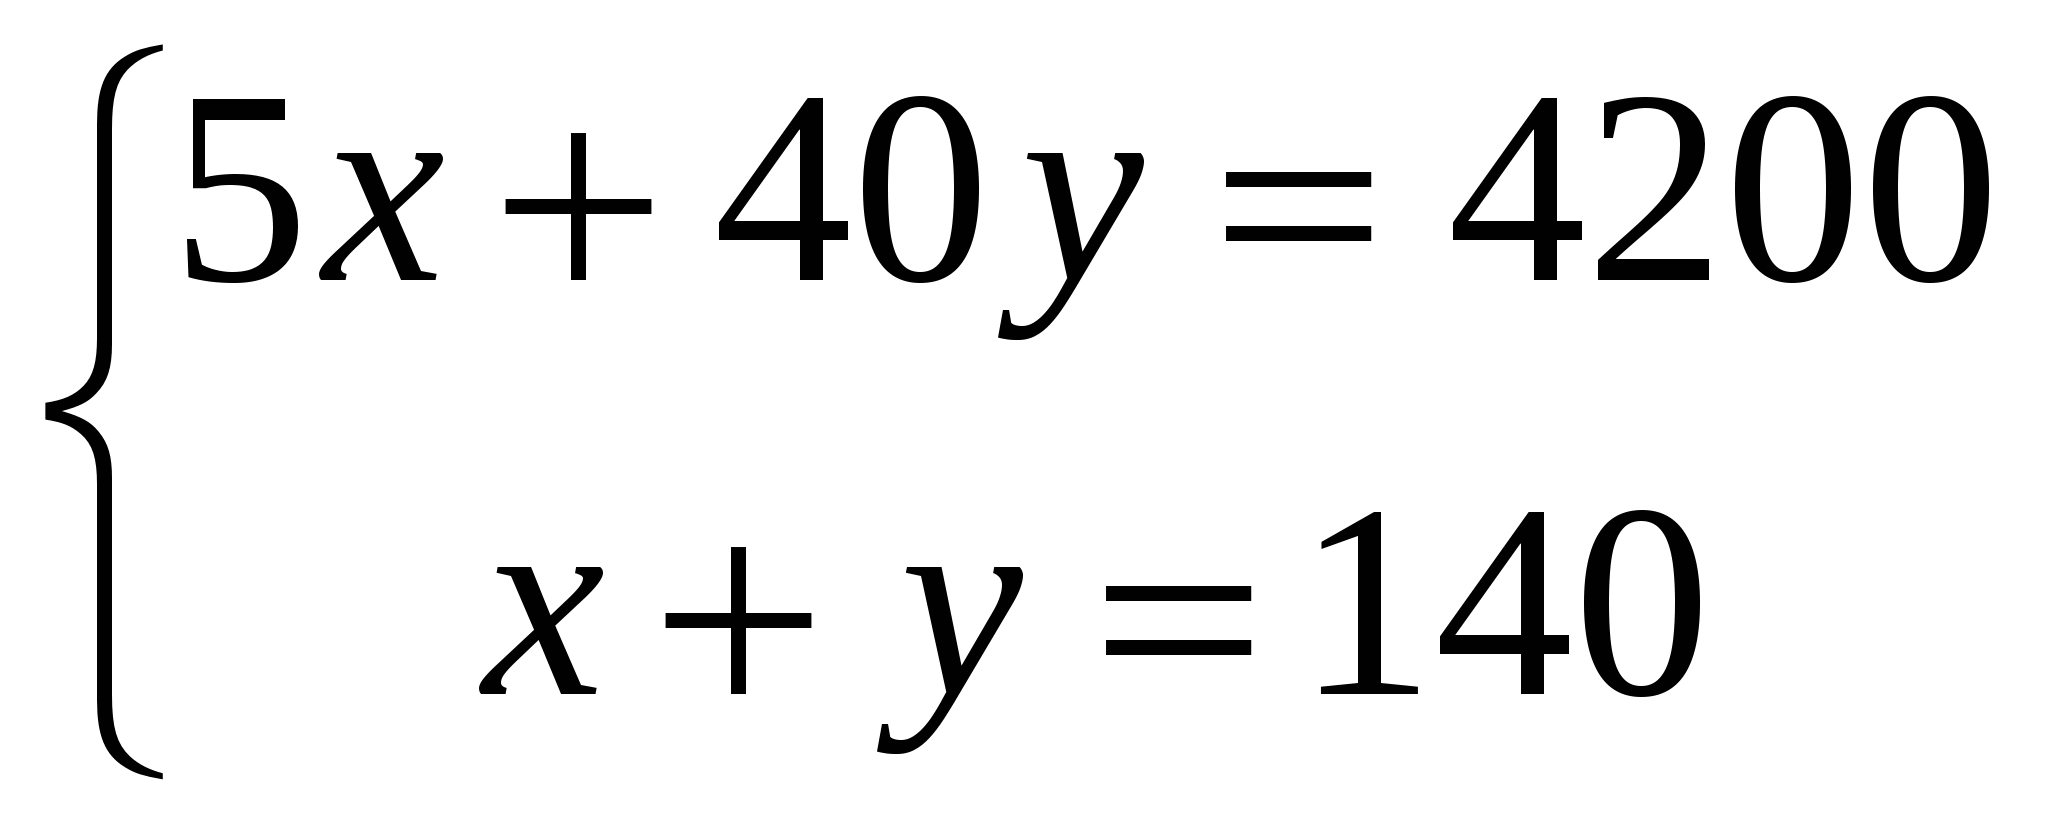 5x + 40y = 4200
x + y = 140